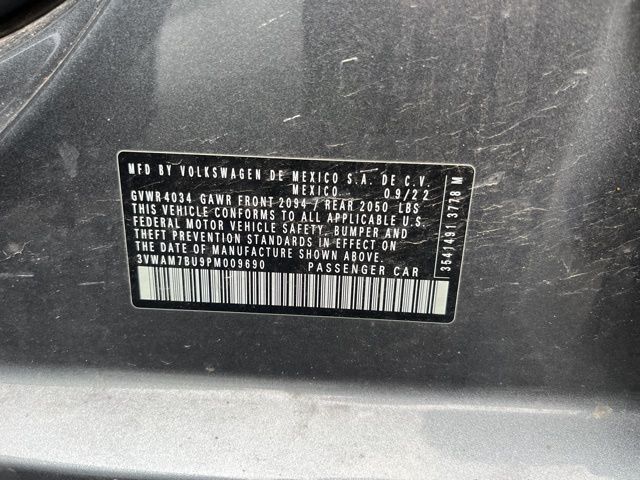 MFD BY VOLKSWAGEN DE MEXICO S.A. DE C.V.
MEXICO. 09/22
GVWR4034 GAWR FRONT 2094 / REAR 2050 LBS
THIS VEHICLE CONFORMS TO ALL APPLICABLE U.S.
FEDERAL MOTOR VEHICLE SAFETY, BUMPER AND
THEFT PREVENTION STANDARDS IN EFFECT ON
THE DATE OF MANUFACTURE SHOWN ABOVE.
3VWAM7BU9PM009690 PASSENGER CAR
3541491 3778 M